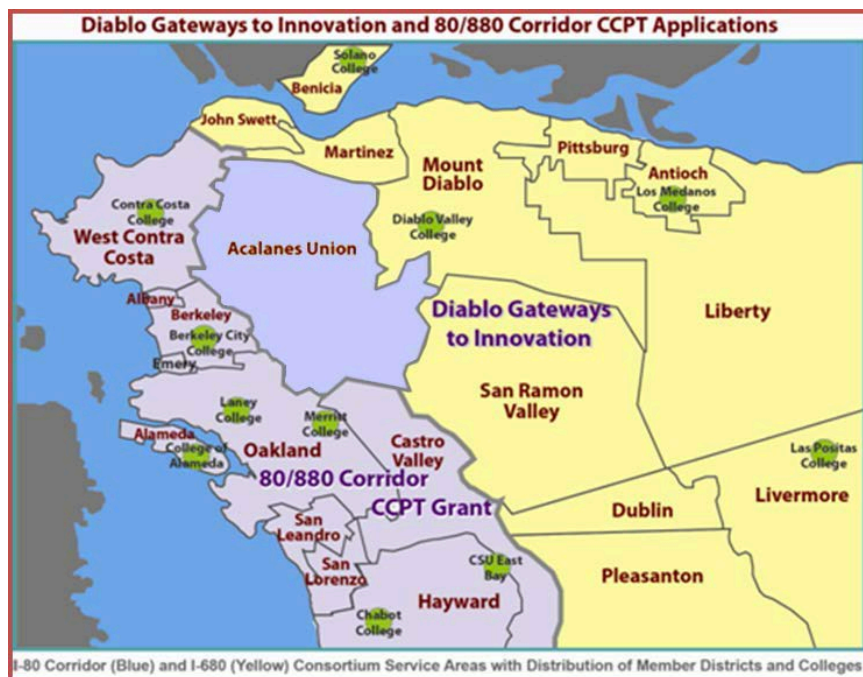 Diablo Gateways to Innovation and 80/880 Corridor CCPT Applications
Solano
College
Benicia
John Swett
Martinez
Mount
Diablo
Pittsburg
Antioch
Los Medanos
College
Contra Costa
College
West Contra
Costa
Acalanes Union
Diablo Valley
College
Albany
Berkeley
Berkeley City
College
Emery
Diablo Gateways
to Innovation
Liberty
San Ramon
Valley
Laney
College
Merritt
College
Alameda
College of
Alameda
Oakland
Castro
Valley
80/880 Corridor
CCPT Grant
Las Positas
College
Livermore
Dublin
San
Leandro
San
Lorenzo
CSU East
Bay
Hayward
Chabot
College
Pleasanton
I-80 Corridor (Blue) and I-680 (Yellow) Consortium Service Areas with Distribution of Member Districts and Colleges